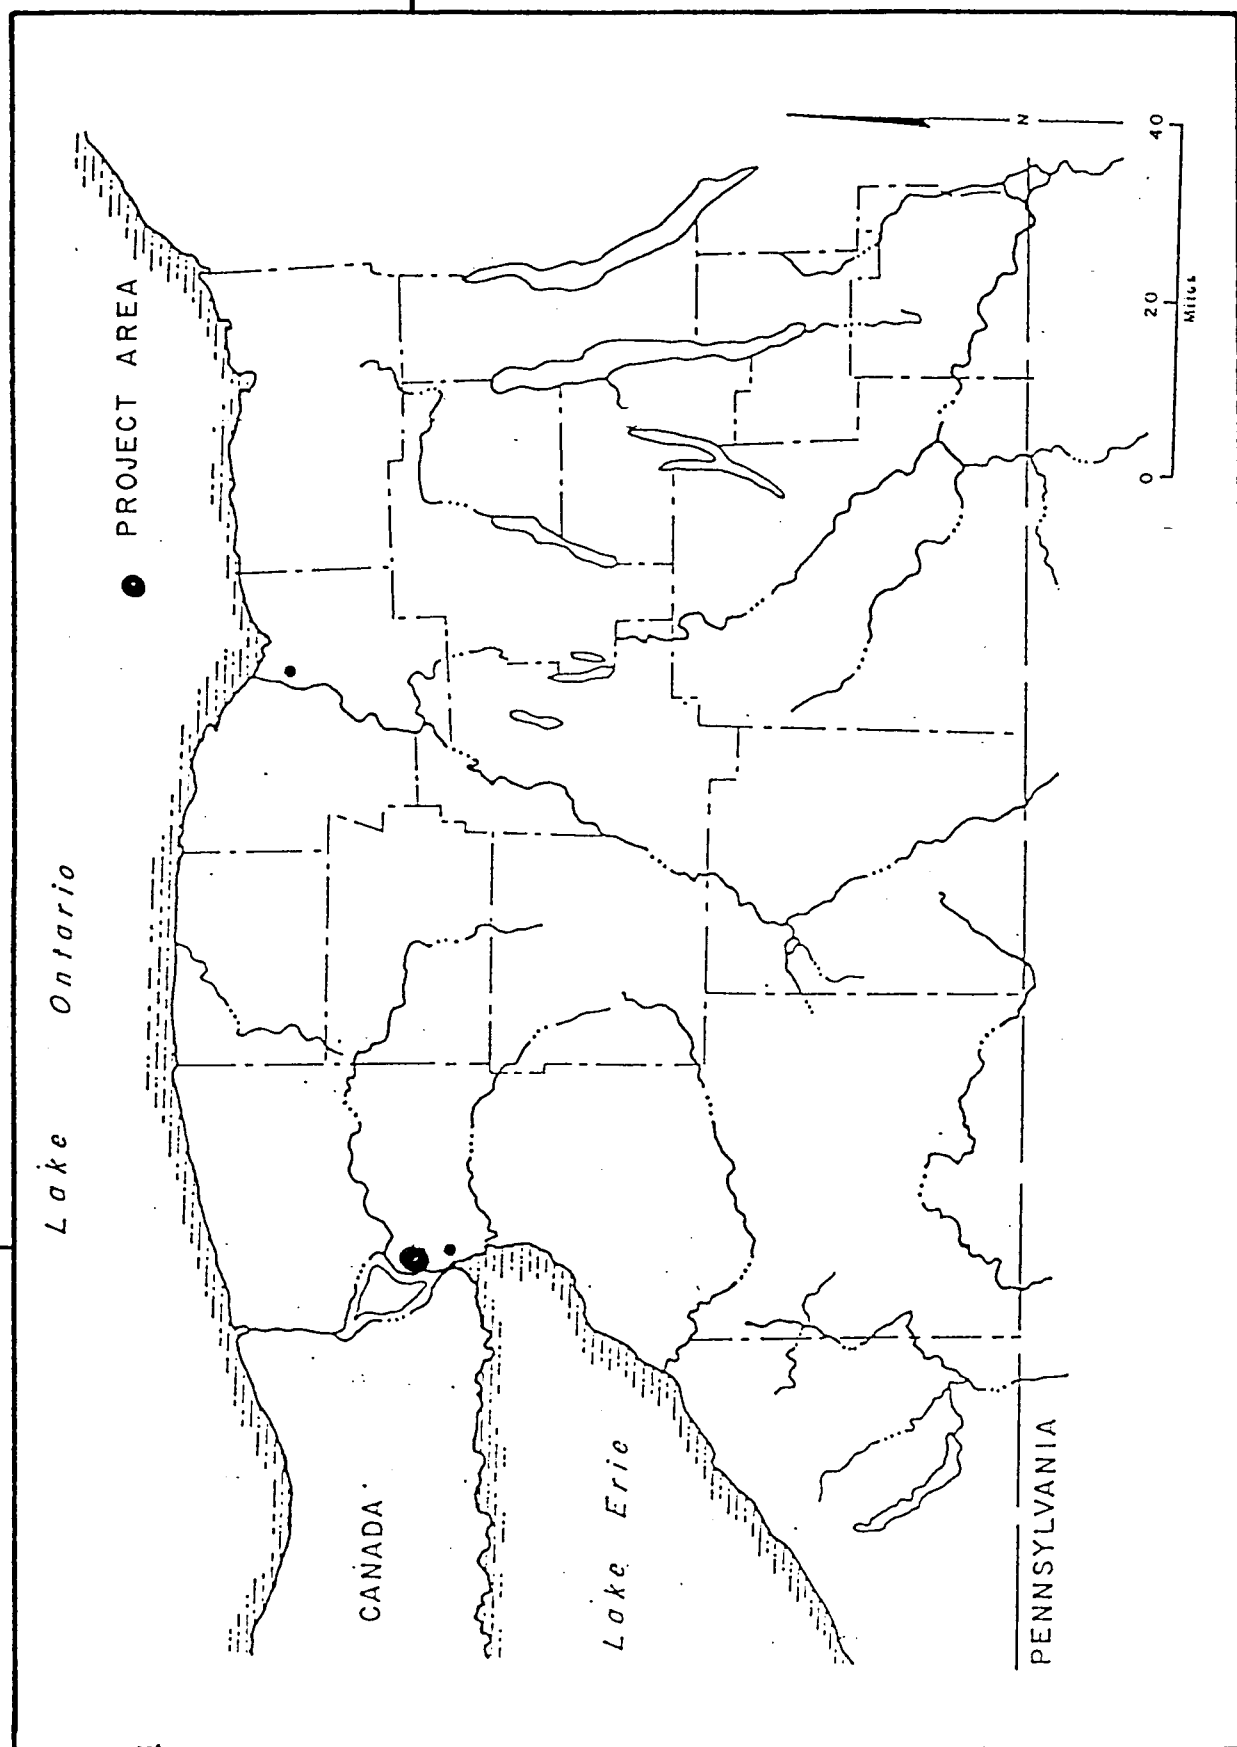 Lake Ontario
PROJECT AREA
CANADA
Lake Erie
PENNSYLVANIA
N
0 20 40
Miles